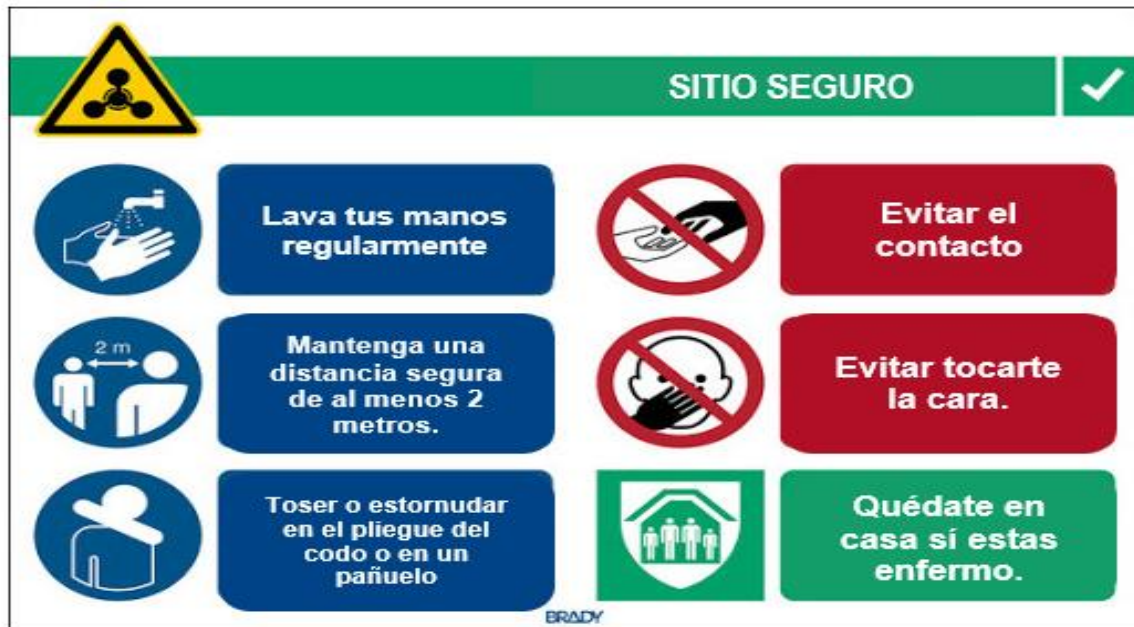 SITIO SEGURO
Lava tus manos
regularmente
Evitar el
contacto
2 m
Mantenga una
distancia segura
de al menos 2
metros.
Evitar tocarte
la cara.
Toser o estornudar
en el pliegue del
codo o en un
pañuelo
Quédate en
casa sí estas
enfermo.
BRADY